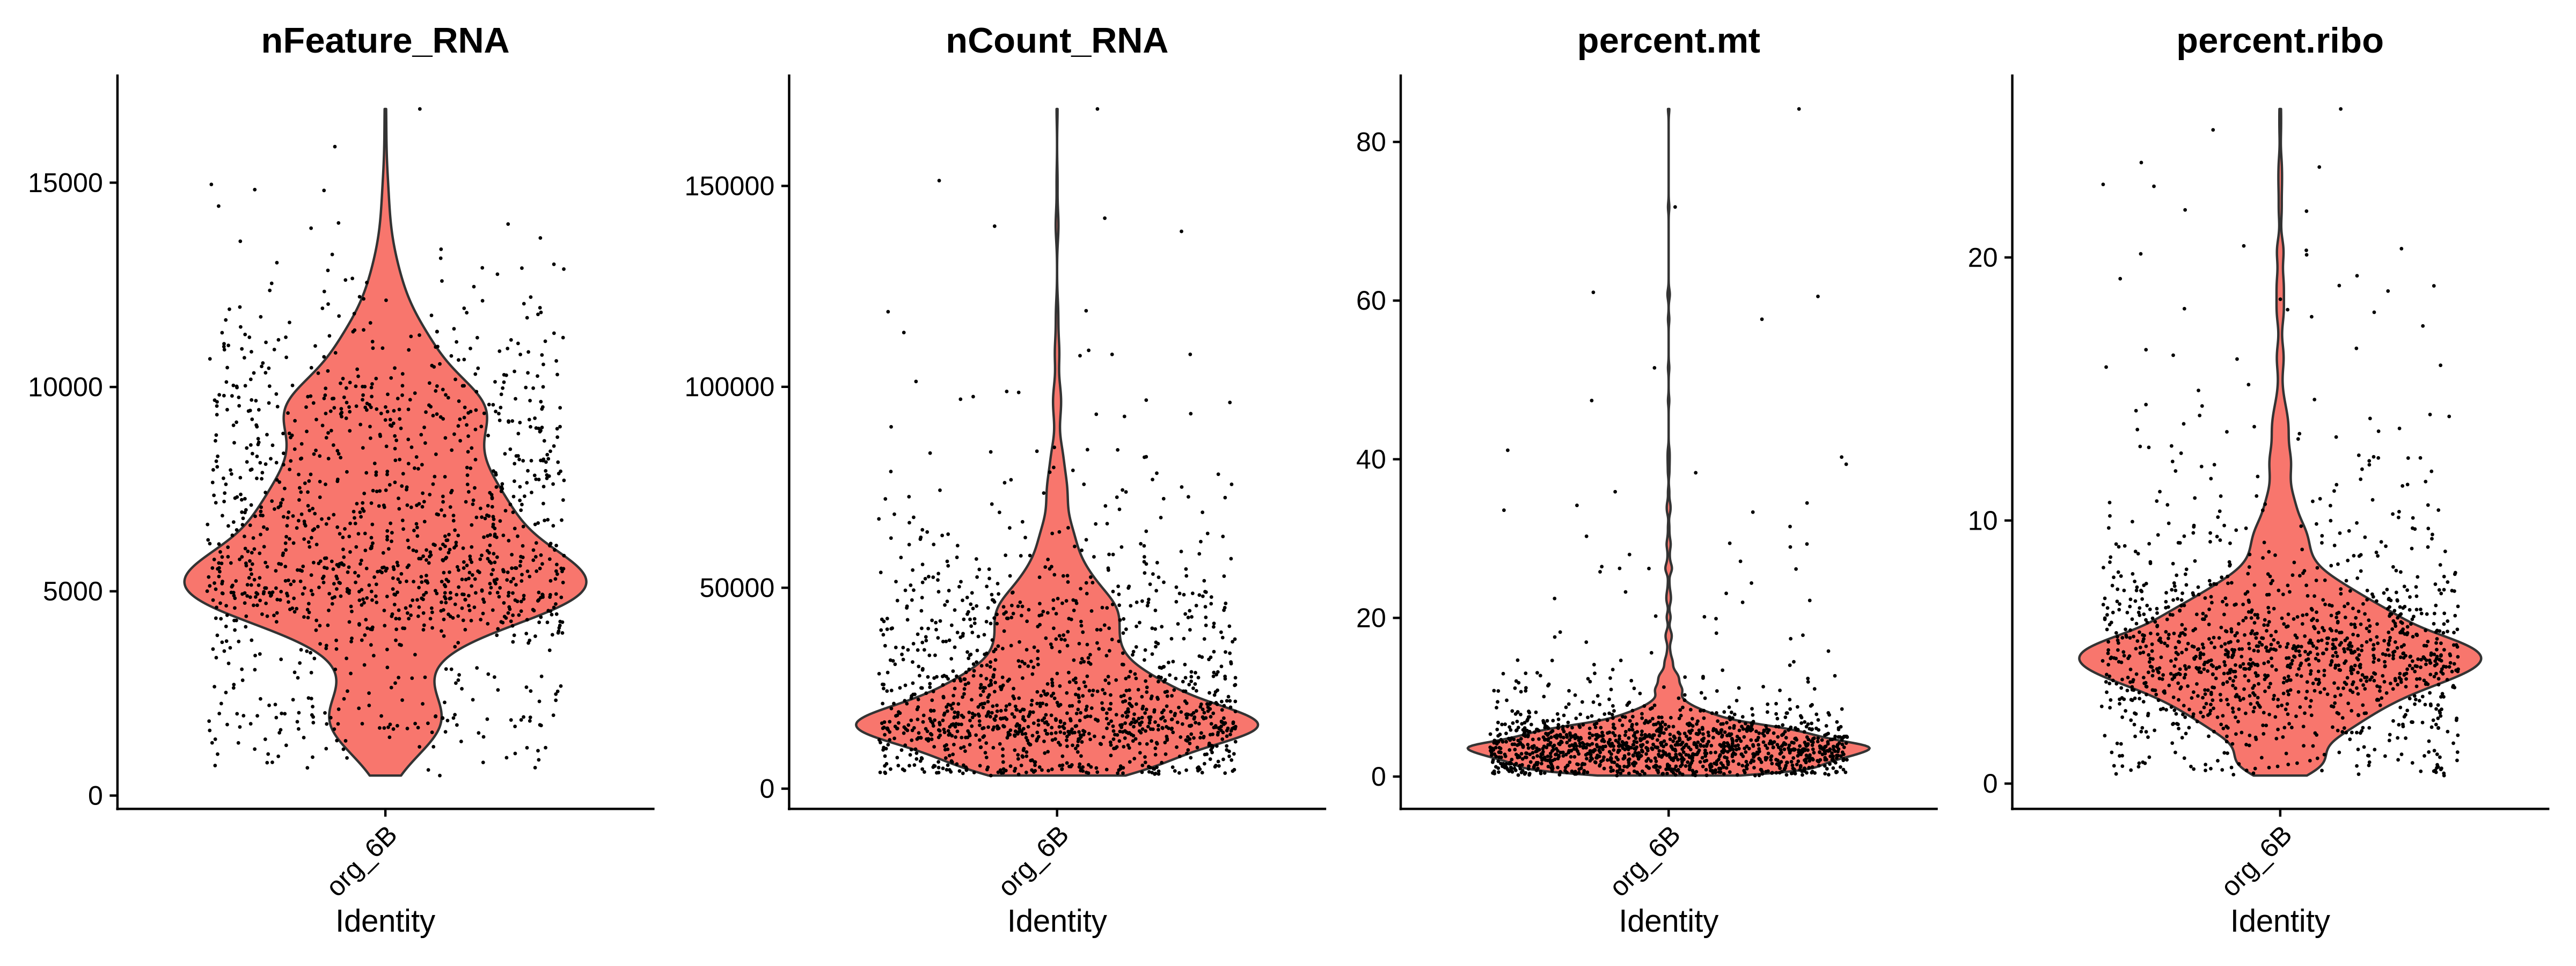 nFeature_RNA
15000
10000
5000
0
org_6B
Identity
nCount_RNA
150000
100000
50000
0
org_6B
Identity
percent.mt
80
60
40
20
0
org_6B
Identity
percent.ribo
20
10
0
org_6B
Identity